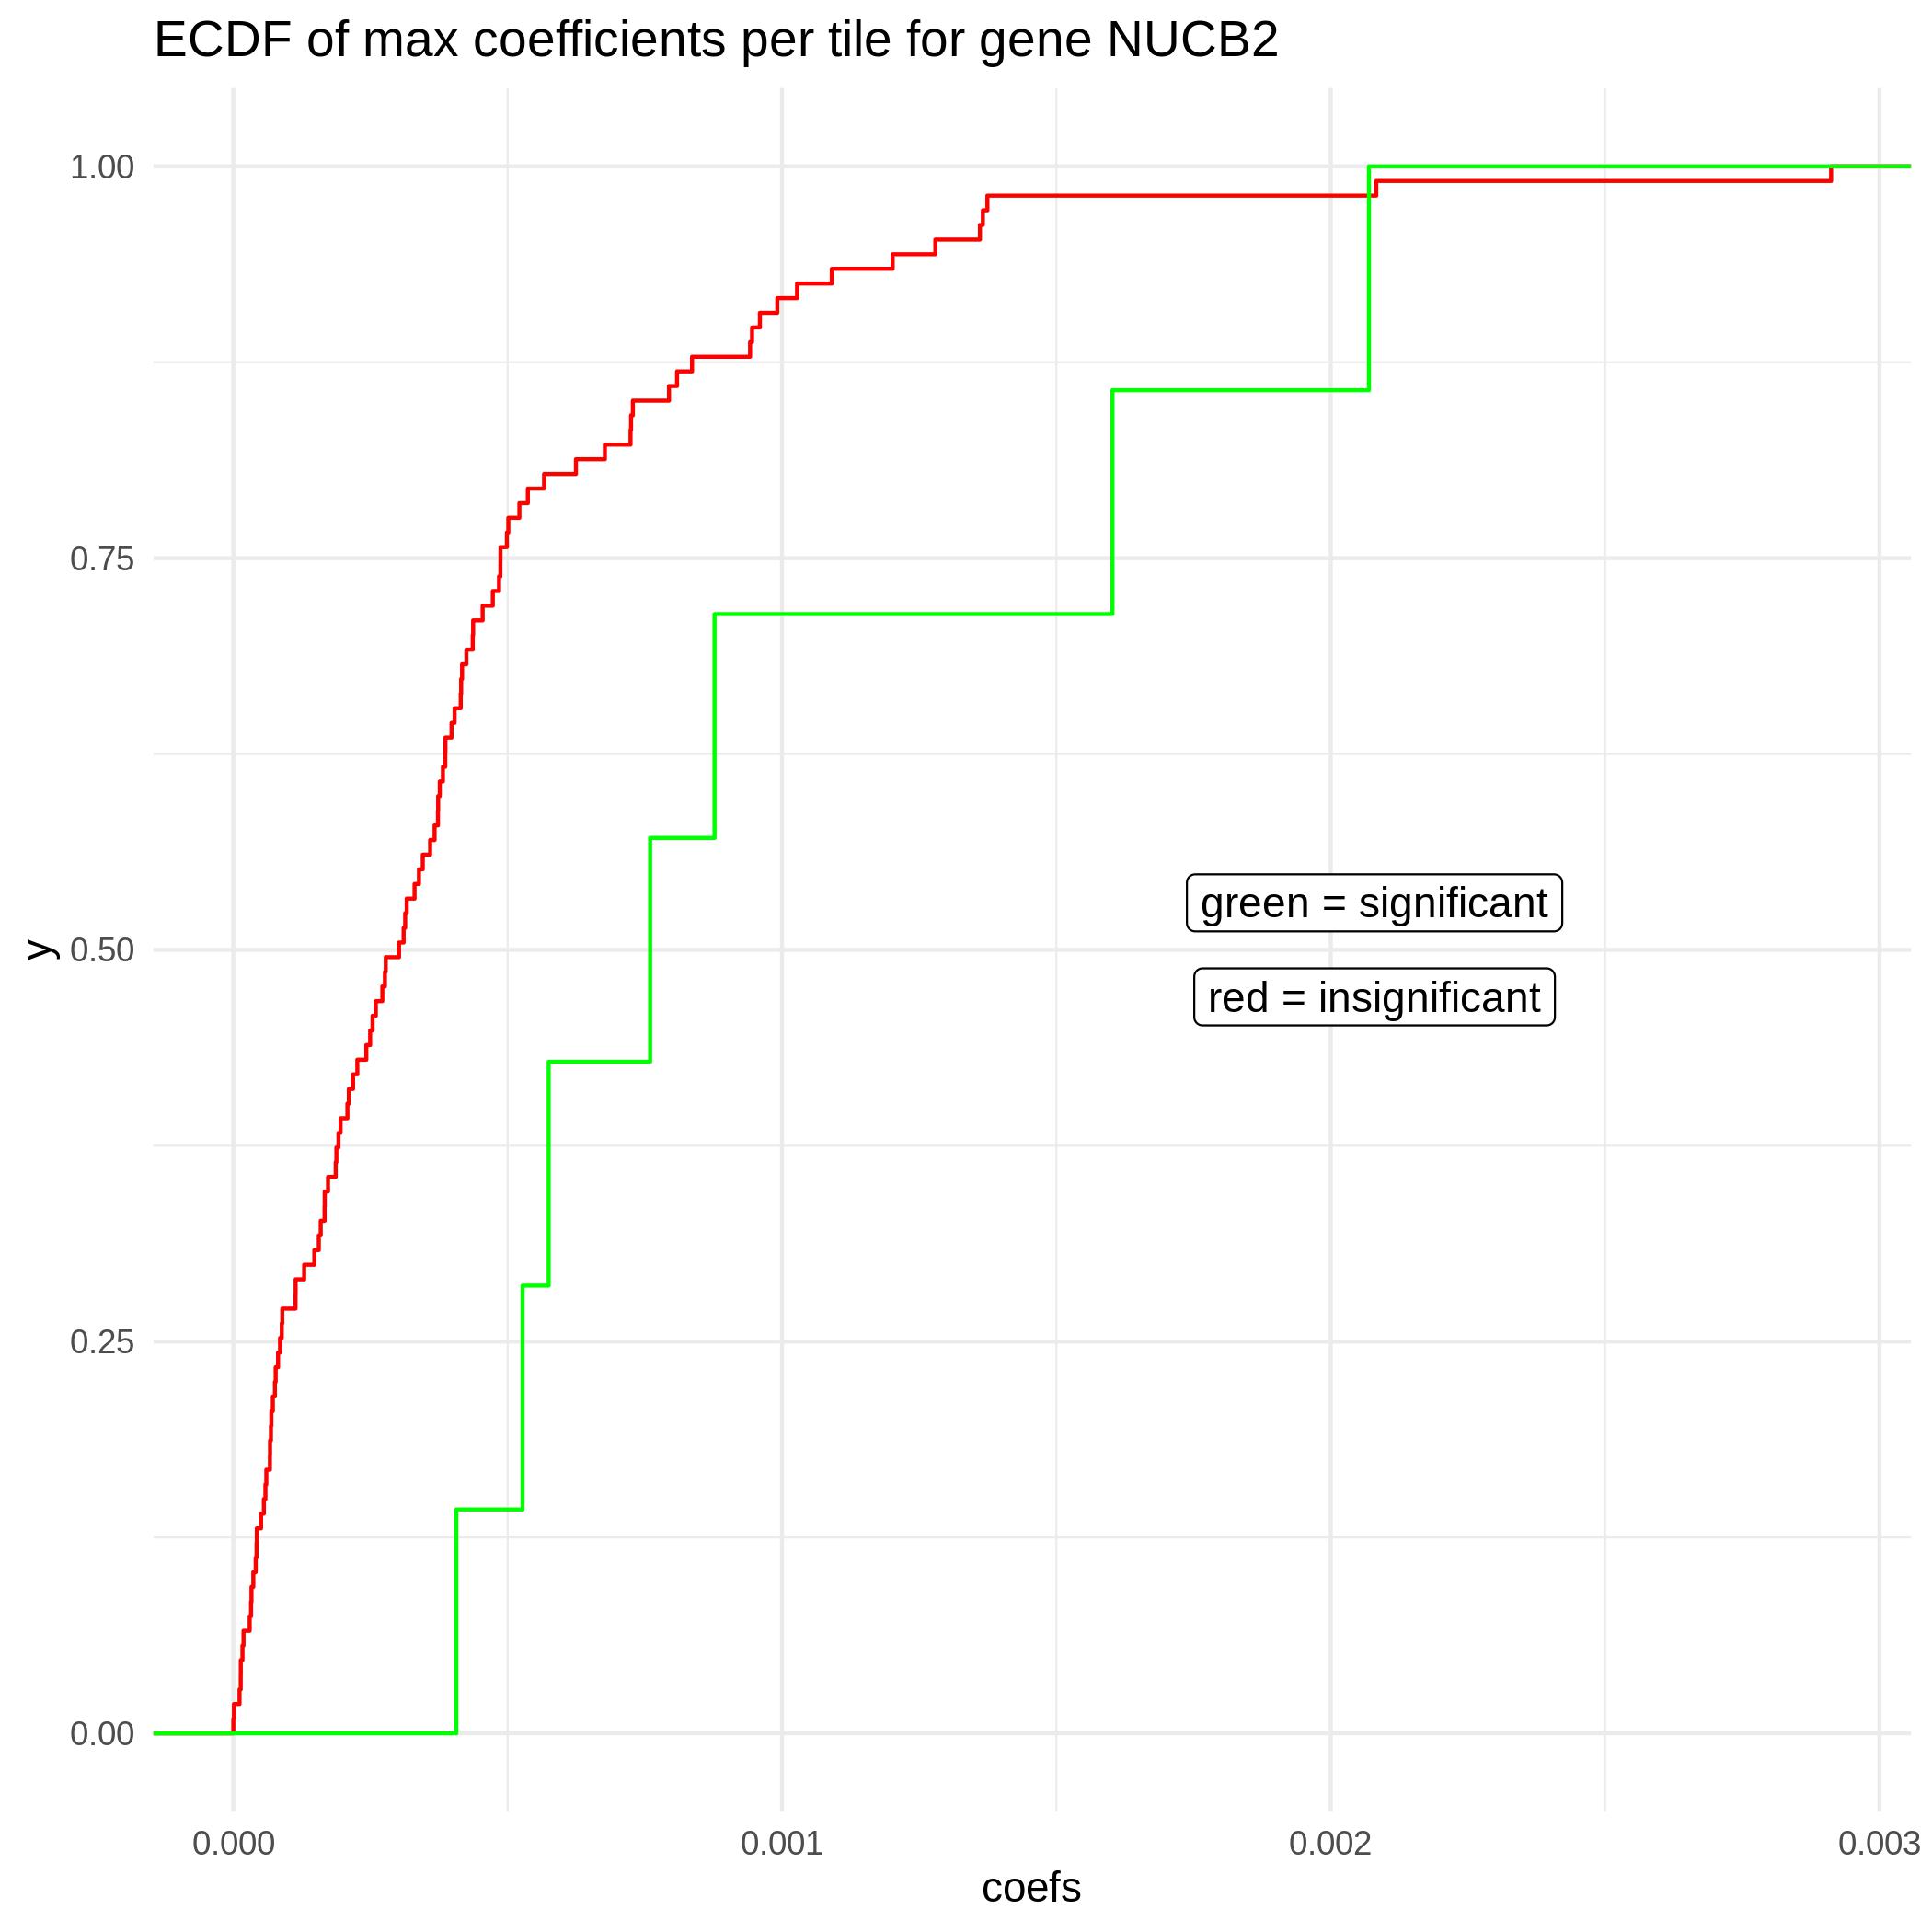 ECDF of max coefficients per tile for gene NUCB2
1.00
0.75
0.50
0.25
0.00
y
green = significant
red = insignificant
0.000
0.001
0.002
0.003
coefs